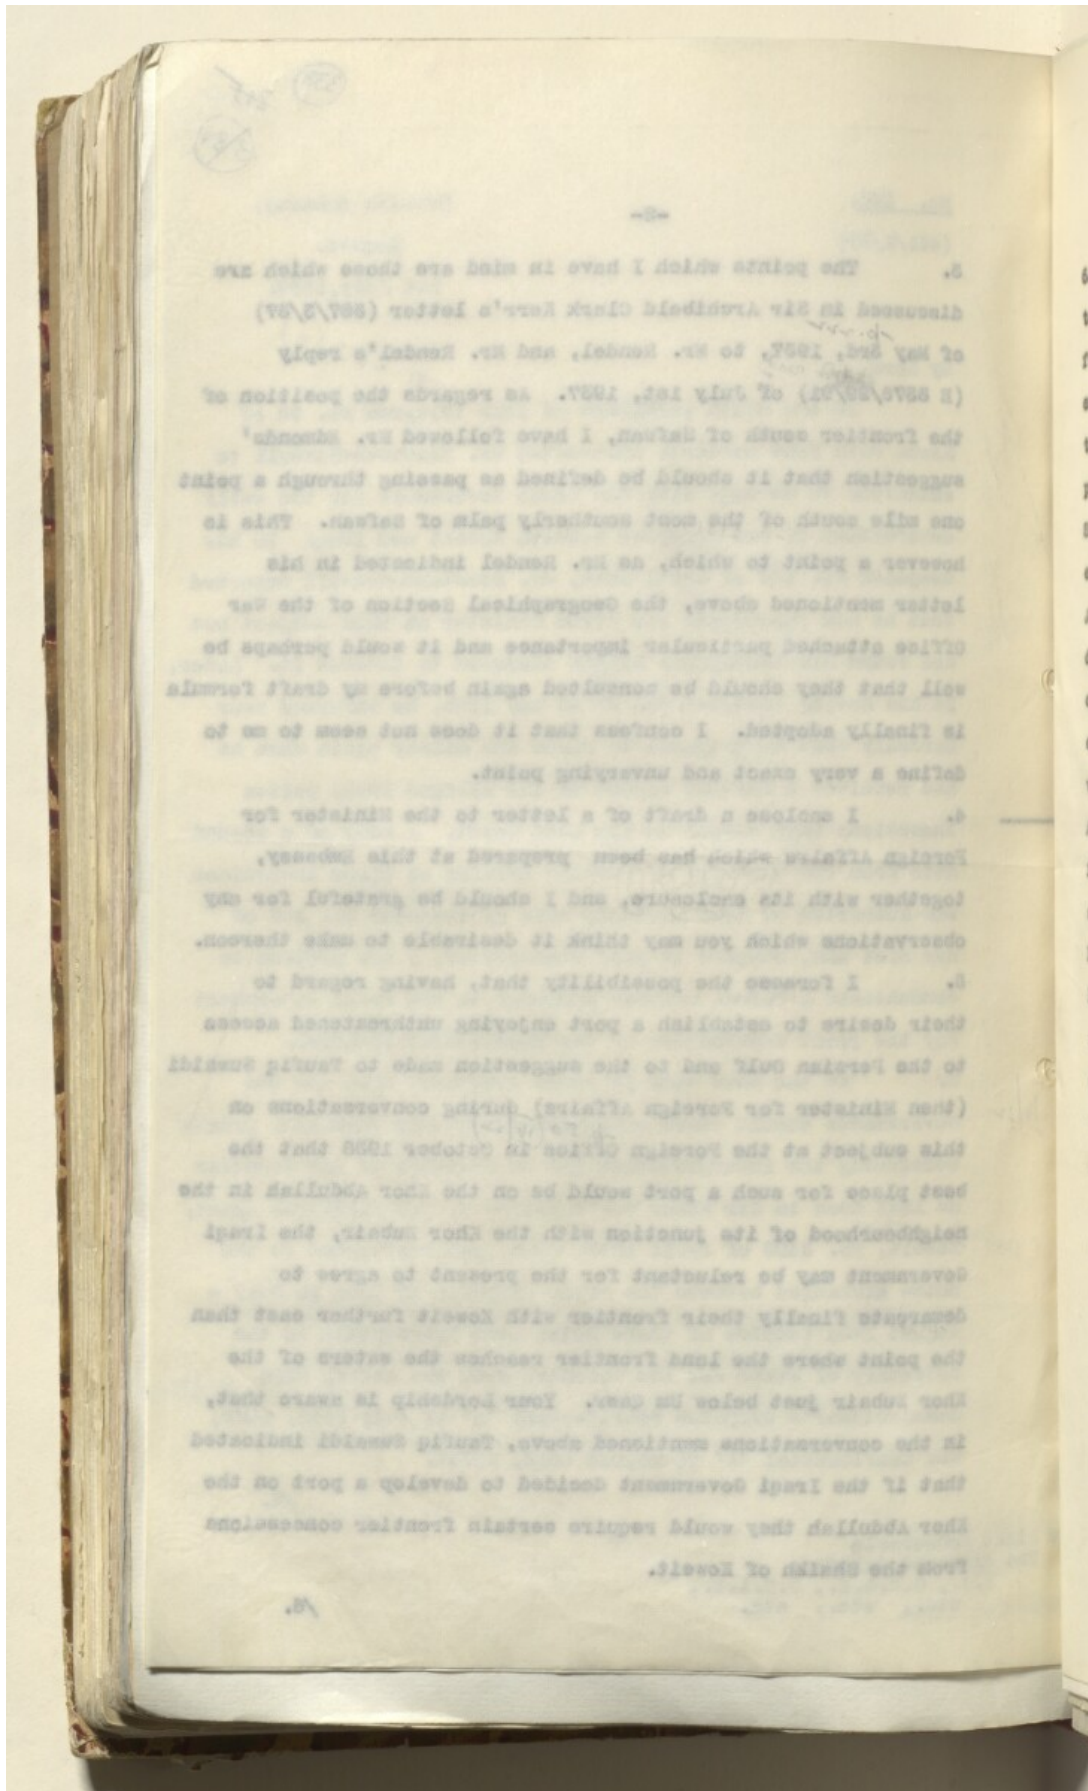 -2-
3. The points which I have in mind are those which are
discussed in Sir Archibald Clark Kerr's letter (557/3/37)
of May 3rd, 1937, to Mr. Rendel, and Mr. Rendel's reply
of July 1st, 1937. As regards the position of
the frontier south of Safwan, I have followed Mr. Edmonds'
suggestion that it should be defined as passing through a point
one mile south of the most southerly palm of Safwan. This is
however a point to which, as Mr. Rendel indicated in his
letter mentioned above, the Geographical Section of the War
Office attached particular importance and it would perhaps be
well that they should be consulted again before my draft formula
is finally adopted. I confess that it does not seem to me to
define a very exact and unvarying point.
4. I enclose a draft of a letter to the Minister for
Foreign Affairs which has been prepared at this Embassy,
together with its enclosure, and I should be grateful for any
observations which you may think it desirable to make thereon.
5. I foresee the possibility that, having regard to
their desire to establish a port enjoying unthreatened access
to the Persian Gulf and to the suggestion made to Taufiq Suwaidi
(then Minister for Foreign Affairs) during conversations on
this subject at the Foreign Office in October 1938 that the
best place for such a port would be on the Khor Abdullah in the
neighbourhood of its junction with the Khor Zubair, the Iraqi
Government may be reluctant for the present to agree to
demarcate finally their frontier with Koweit further east than
the point where the land frontier reaches the waters of the
Khor Zubair just below Um Qasr. Your Lordship is aware that,
in the conversations mentioned above, Taufiq Suwaidi indicated
that if the Iraqi Government decided to develop a port on the
Khor Abdullah they would require certain frontier concessions
from the Shaikh of Koweit.
/6.